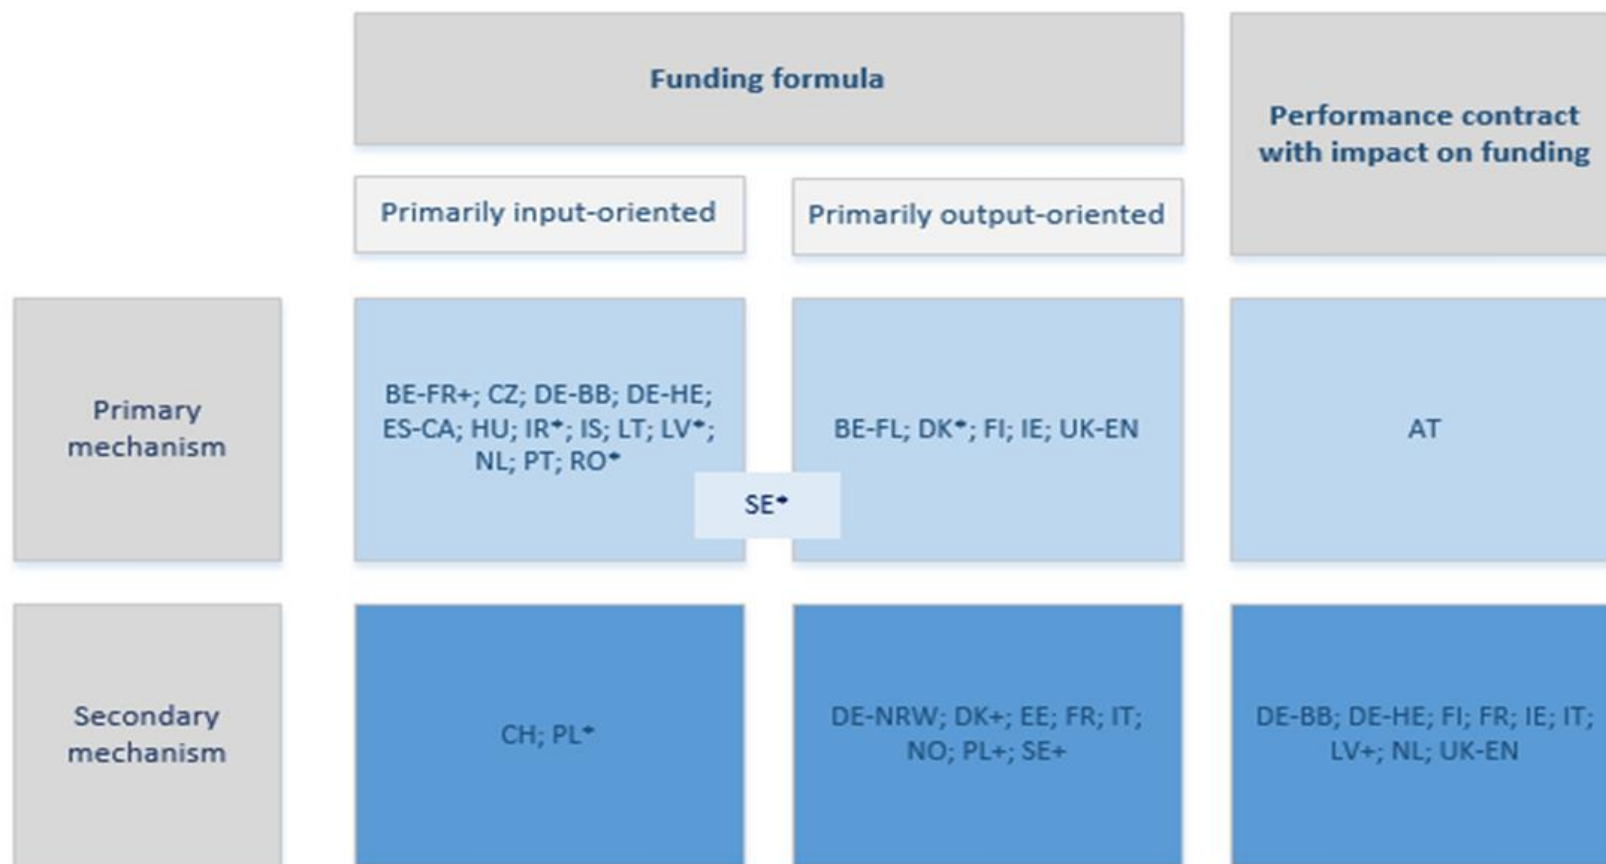 Funding formula
Performance contract
with impact on funding
Primarily input-oriented
Primarily output-oriented
Primary
mechanism
BE-FR+; CZ; DE-BB; DE-HE;
ES-CA; HU; IR*; IS; LT; LV*;
NL; PT; RO*
BE-FL; DK*; FI; IE; UK-EN
AT
SE*
Secondary
mechanism
CH; PL*
DE-NRW; DK+; EE; FR; IT;
NO; PL+; SE+
DE-BB; DE-HE; FI; FR; IE; IT;
LV+; NL; UK-EN